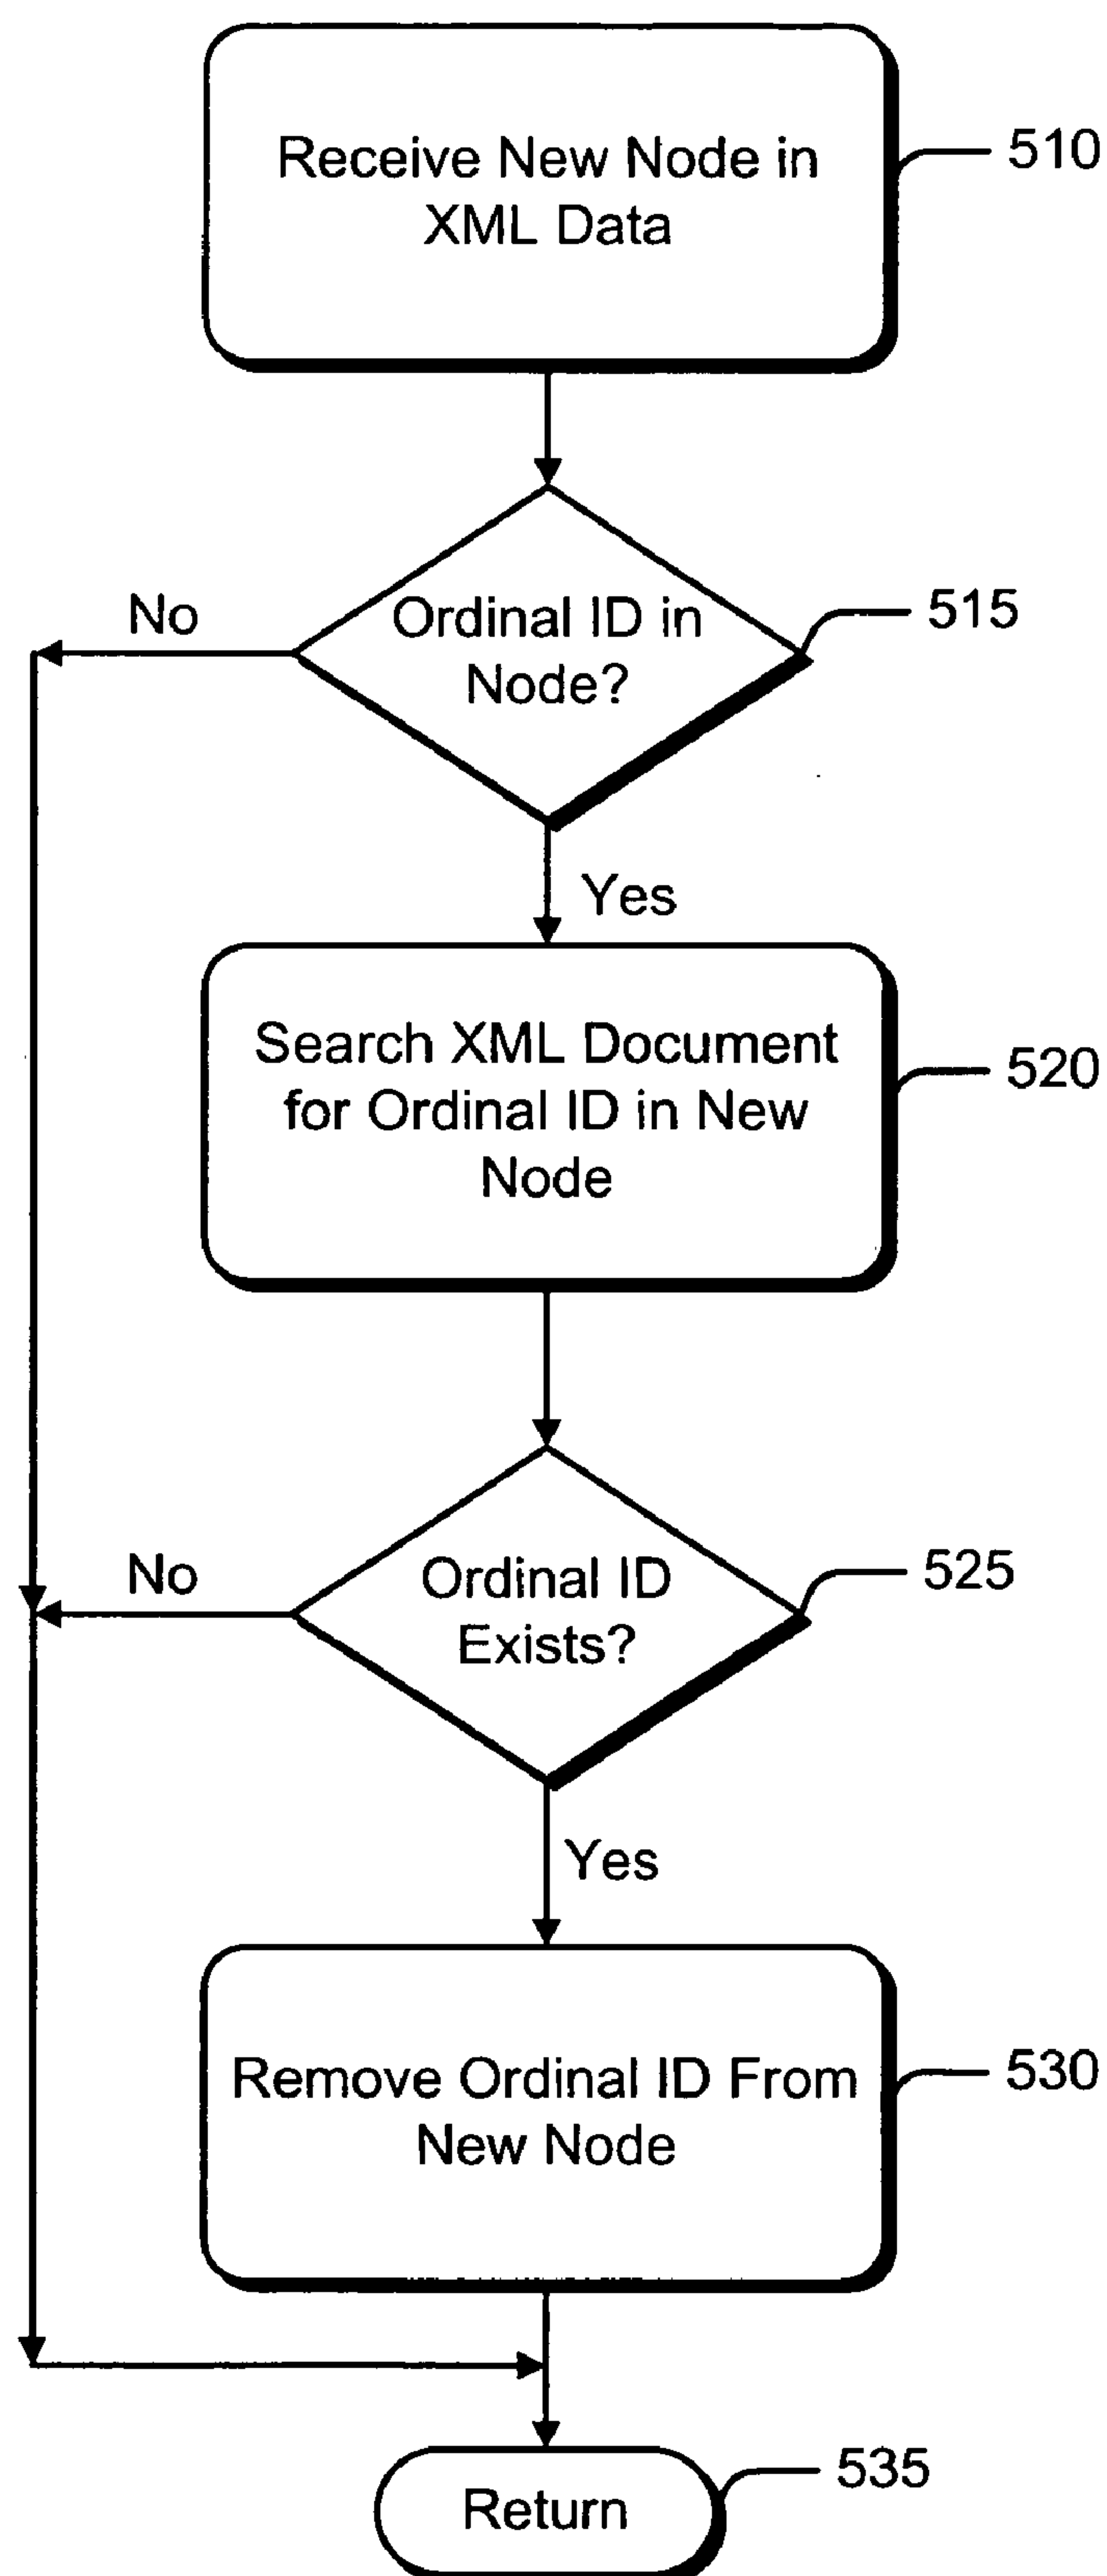 Receive New Node in
XML Data
510
Ordinal ID in
Node?
515
No
Yes
Search XML Document
for Ordinal ID in New
Node
520
Ordinal ID
Exists?
525
No
Yes
Remove Ordinal ID From
New Node
530
Return
535